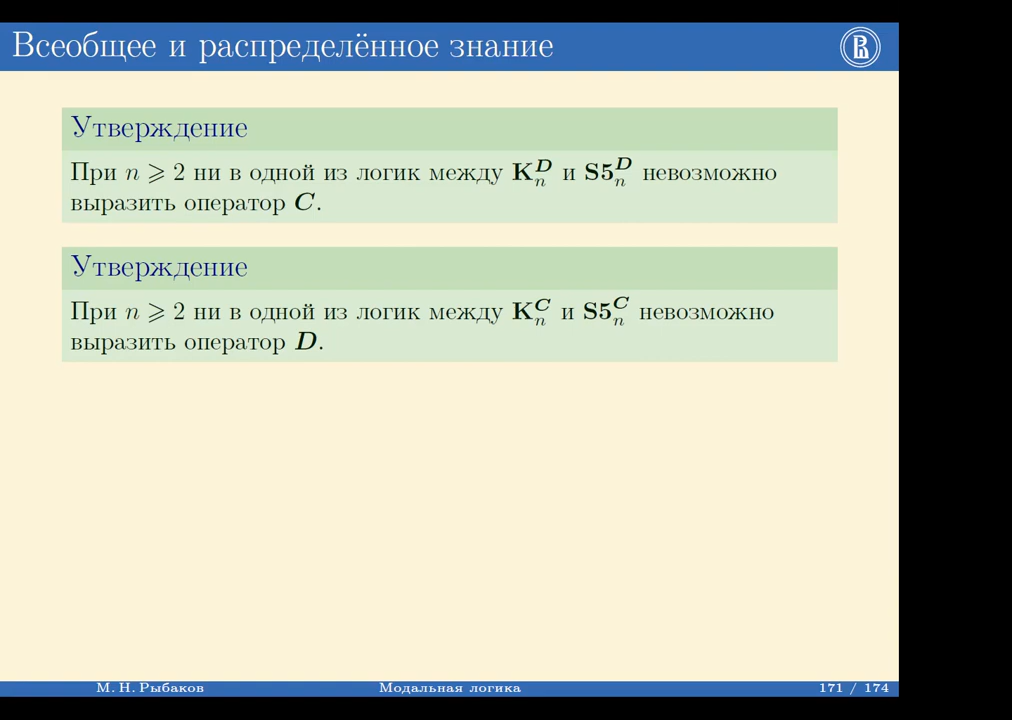 Всеобщее и распределённое знание
Утверждение
При n ⩾ 2 ни в одной из логик между K_n^D и S5_n^D невозможно
выразить оператор C.
Утверждение
При n ⩾ 2 ни в одной из логик между K_n^C и S5_n^C невозможно
выразить оператор D.
М. Н. Рыбаков Модальная логика 171 / 174